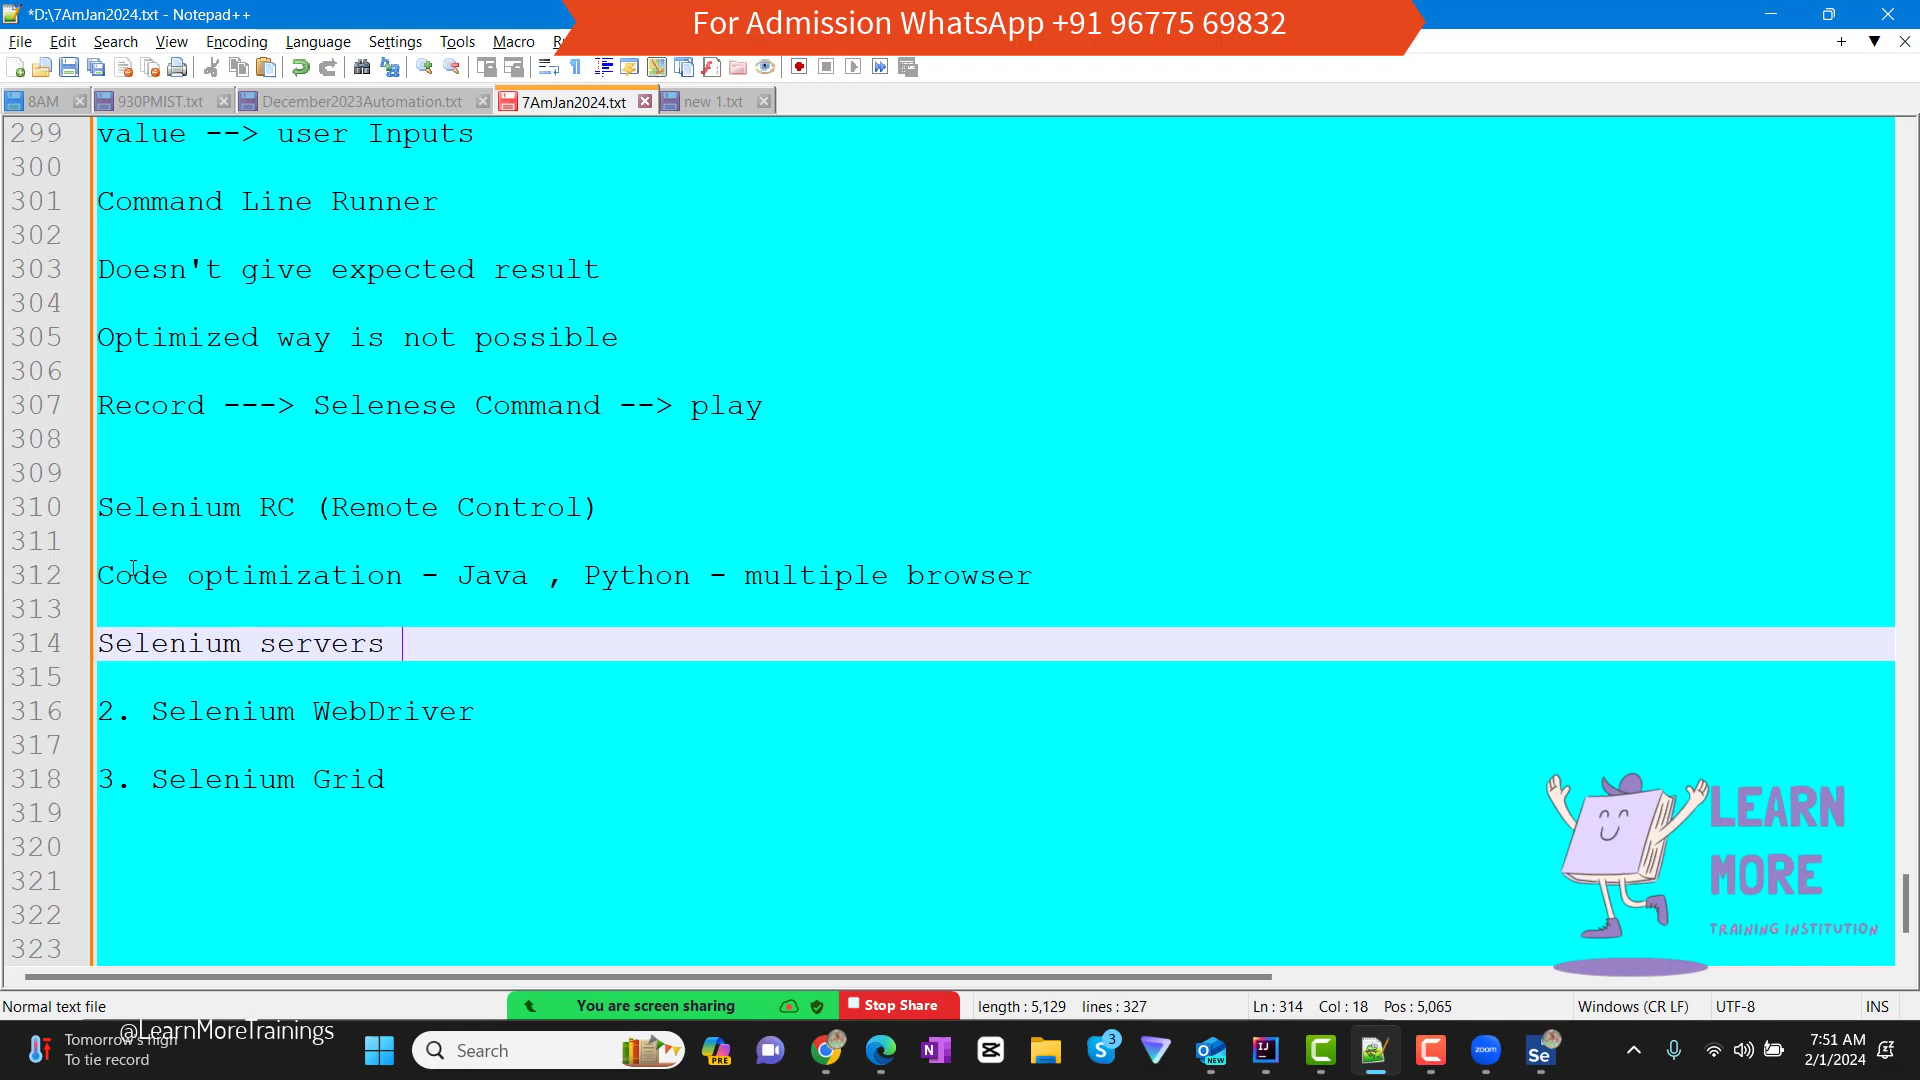 *D:\7AmJan2024.txt - Notepad++
For Admission WhatsApp +91 96775 69832
File Edit Search View Encoding Language Settings Tools Macro
8AM 930PMIST.txt December2023Automation.txt 7AmJan2024.txt new 1.txt
299 value --> user Inputs
300
301 Command Line Runner
302
303 Doesn't give expected result
304
305 Optimized way is not possible
306
307 Record ---> Selenese Command --> play
308
309
310 Selenium RC (Remote Control)
311
312 Code optimization - Java , Python - multiple browser
313
314 Selenium servers
315
316 2. Selenium WebDriver
317
318 3. Selenium Grid
319
320
321
322
323
LEARN
MORE
TRAINING INSTITUTION
Normal text file You are screen sharing Stop Share length : 5,129 lines : 327 Ln : 314 Col : 18 Pos : 5,065 Windows (CR LF) UTF-8 INS
@LearnMoreTrainings
Tomorrow's high
To tie record
Search
PRE
3
NEW
zoom
Se
7:51 AM
2/1/2024